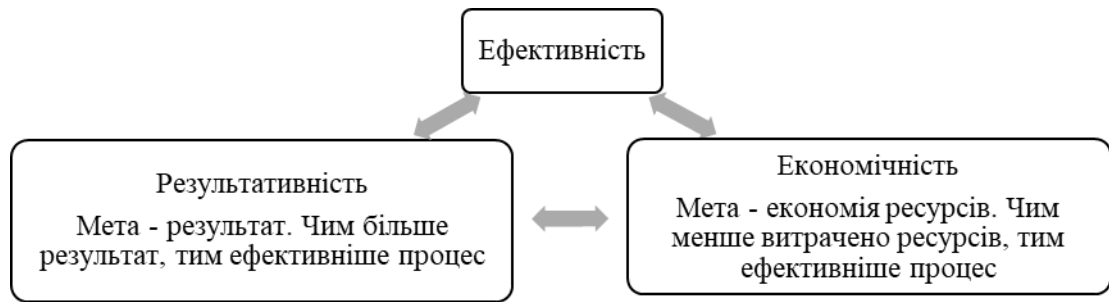 Ефективність
Результативність
Мета - результат. Чим більше
результат, тим ефективніше процес
Економічність
Мета - економія ресурсів. Чим
менше витрачено ресурсів, тим
ефективніше процес